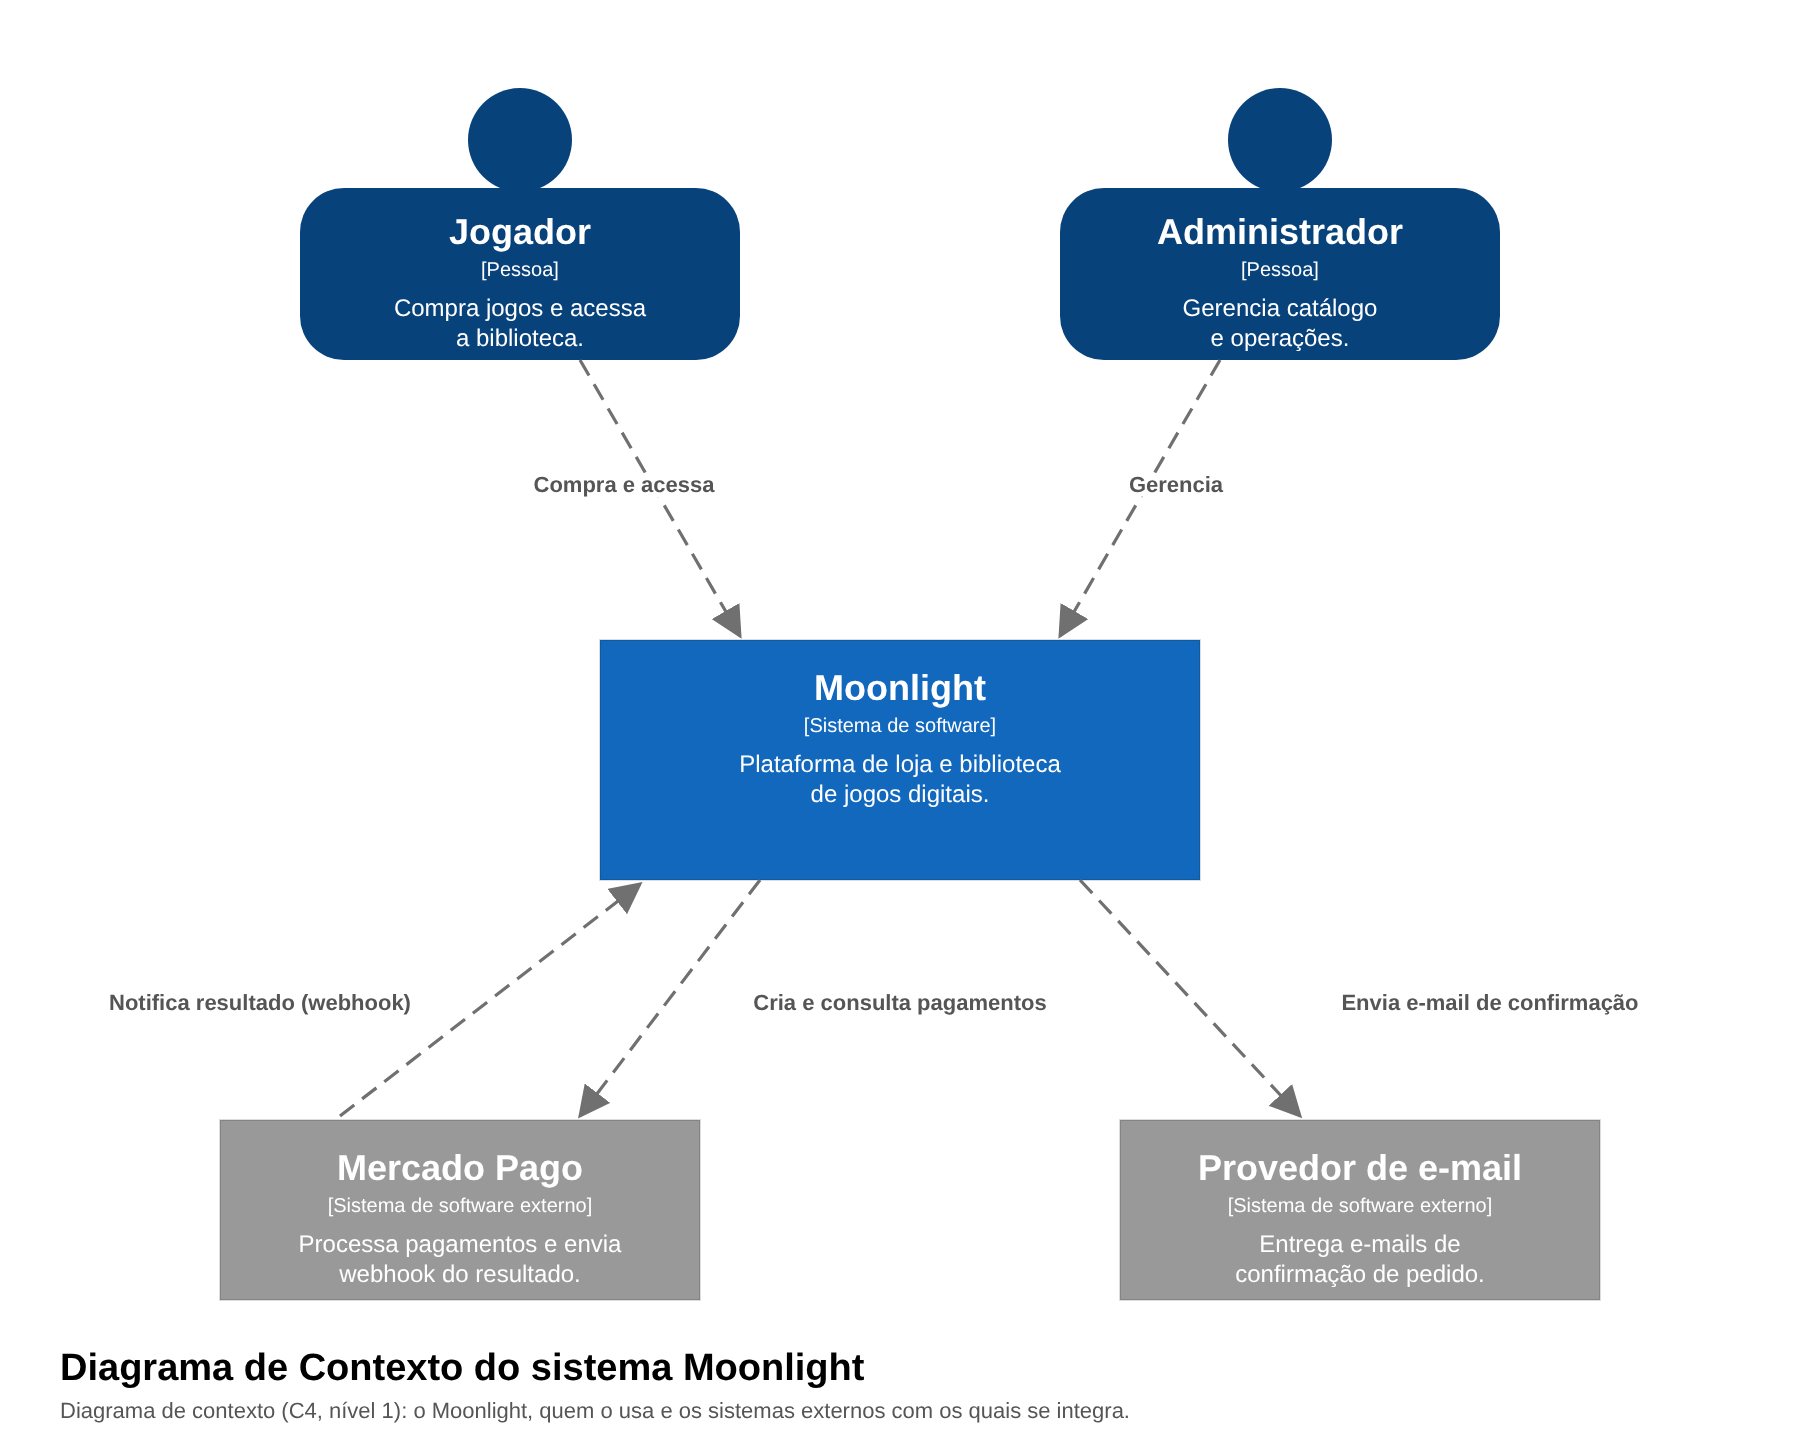 Jogador
[Pessoa]
Compra jogos e acessa
a biblioteca.
Administrador
[Pessoa]
Gerencia catálogo
e operações.
Compra e acessa
Gerencia
Moonlight
[Sistema de software]
Plataforma de loja e biblioteca
de jogos digitais.
Notifica resultado (webhook)
Cria e consulta pagamentos
Envia e-mail de confirmação
Mercado Pago
[Sistema de software externo]
Processa pagamentos e envia
webhook do resultado.
Provedor de e-mail
[Sistema de software externo]
Entrega e-mails de
confirmação de pedido.
Diagrama de Contexto do sistema Moonlight
Diagrama de contexto (C4, nível 1): o Moonlight, quem o usa e os sistemas externos com os quais se integra.